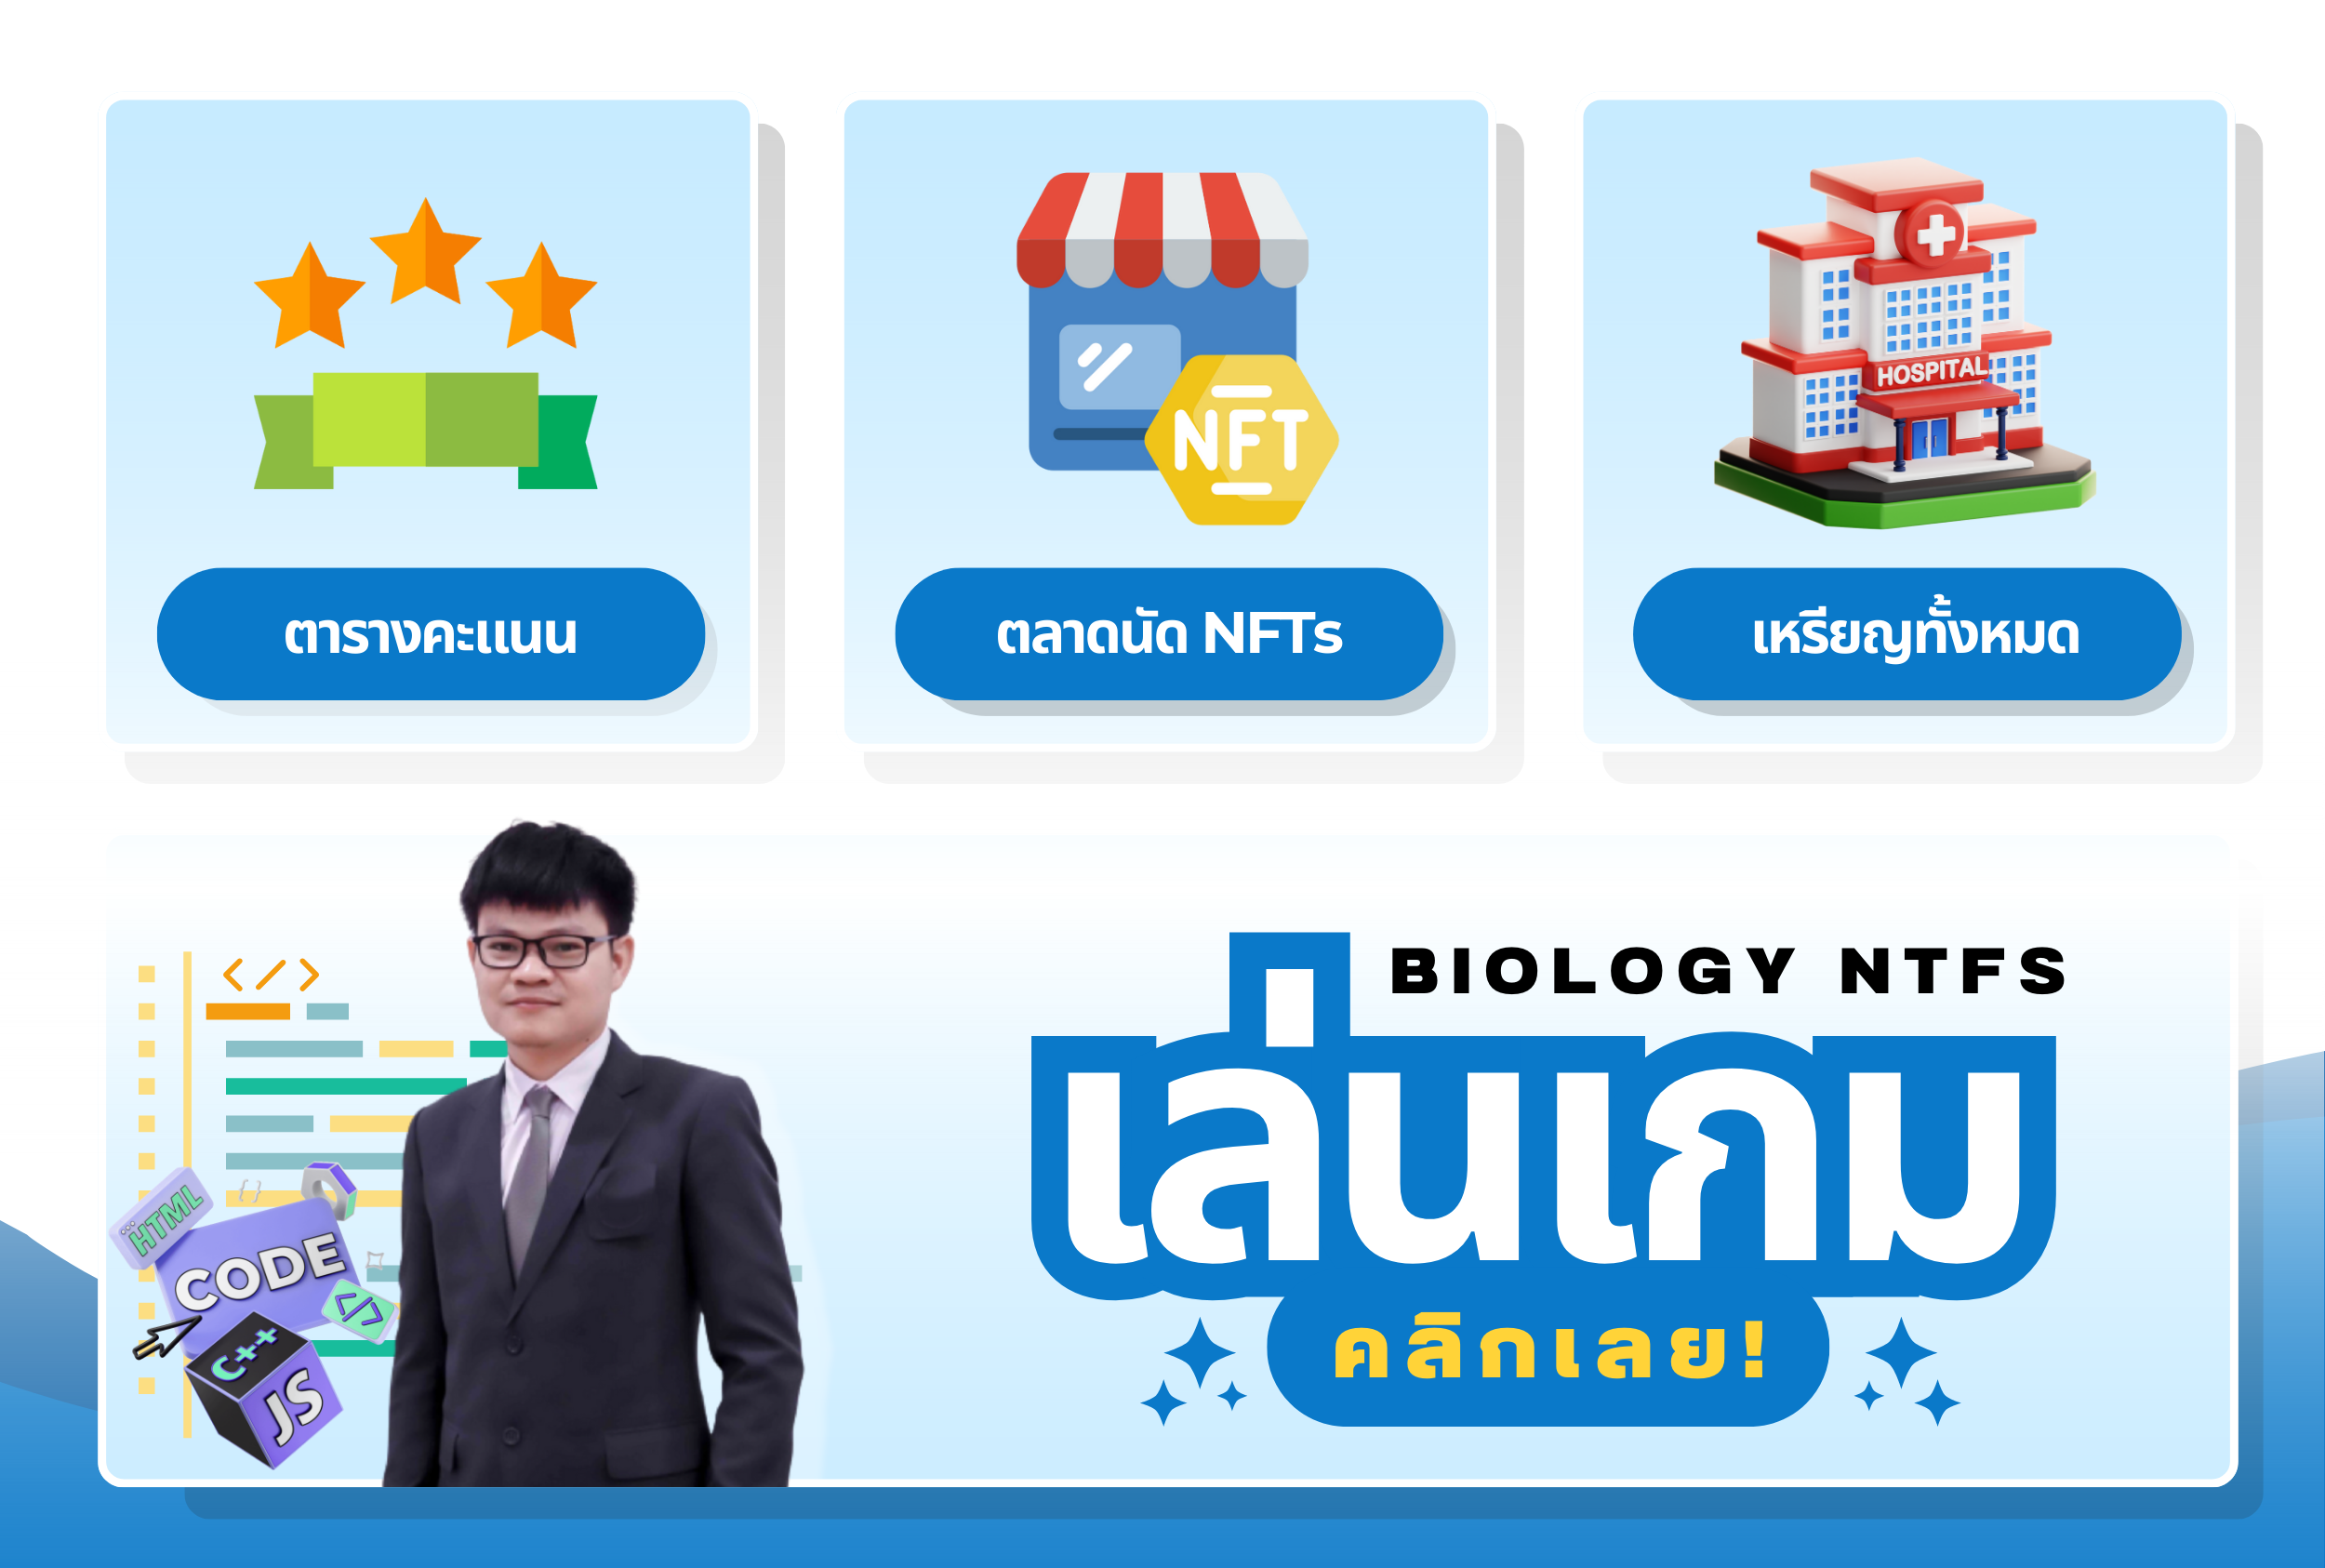 NFT
HOSPITAL
ตารางคะแนน
ตลาดนัด NFTs
เหรียญทั้งหมด
BIOLOGY NTFS
เล่นเกม
คลิกเลย!
</>
HTML
{ }
CODE
</>
C++
JS